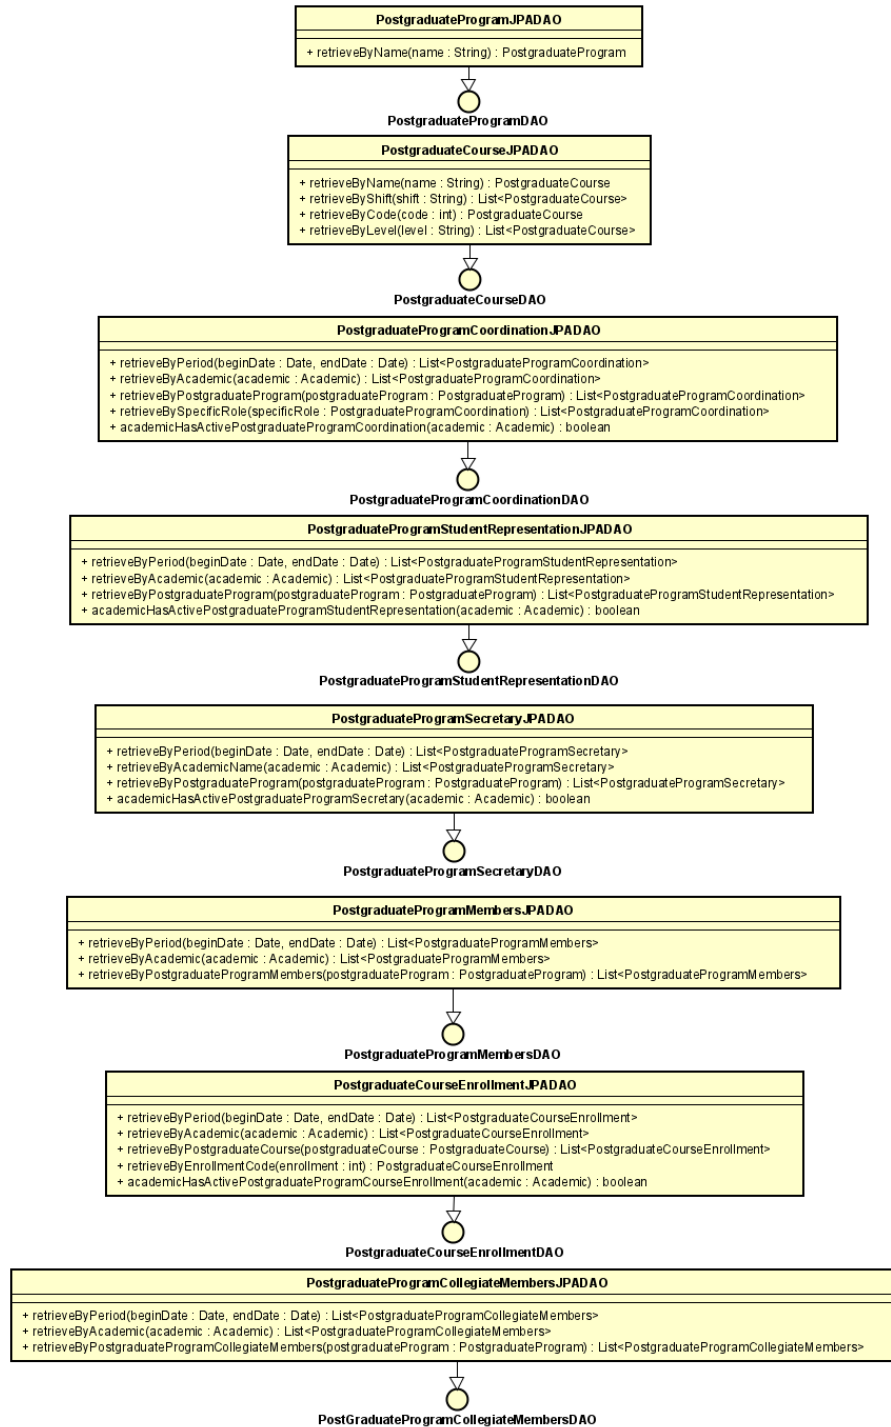 PostgraduateProgramJPADAO
+ retrieveByName(name : String) : PostgraduateProgram
PostgraduateProgramDAO
PostgraduateCourseJPADAO
+ retrieveByName(name : String) : PostgraduateCourse
+ retrieveByShift(shift : String) : List<PostgraduateCourse>
+ retrieveByCode(code : int) : PostgraduateCourse
+ retrieveByLevel(level : String) : List<PostgraduateCourse>
PostgraduateCourseDAO
PostgraduateProgramCoordinationJPADAO
+ retrieveByPeriod(beginDate : Date, endDate : Date) : List<PostgraduateProgramCoordination>
+ retrieveByAcademic(academic : Academic) : List<PostgraduateProgramCoordination>
+ retrieveByPostgraduateProgram(postgraduateProgram : PostgraduateProgram) : List<PostgraduateProgramCoordination>
+ retrieveBySpecificRole(specificRole : PostgraduateProgramCoordination) : List<PostgraduateProgramCoordination>
+ academicHasActivePostgraduateProgramCoordination(academic : Academic) : boolean
PostgraduateProgramCoordinationDAO
PostgraduateProgramStudentRepresentationJPADAO
+ retrieveByPeriod(beginDate : Date, endDate : Date) : List<PostgraduateProgramStudentRepresentation>
+ retrieveByAcademic(academic : Academic) : List<PostgraduateProgramStudentRepresentation>
+ retrieveByPostgraduateProgram(postgraduateProgram : PostgraduateProgram) : List<PostgraduateProgramStudentRepresentation>
+ academicHasActivePostgraduateProgramStudentRepresentation(academic : Academic) : boolean
PostgraduateProgramStudentRepresentationDAO
PostgraduateProgramSecretaryJPADAO
+ retrieveByPeriod(beginDate : Date, endDate : Date) : List<PostgraduateProgramSecretary>
+ retrieveByAcademicName(academic : Academic) : List<PostgraduateProgramSecretary>
+ retrieveByPostgraduateProgram(postgraduateProgram : PostgraduateProgram) : List<PostgraduateProgramSecretary>
+ academicHasActivePostgraduateProgramSecretary(academic : Academic) : boolean
PostgraduateProgramSecretaryDAO
PostgraduateProgramMembersJPADAO
+ retrieveByPeriod(beginDate : Date, endDate : Date) : List<PostgraduateProgramMembers>
+ retrieveByAcademic(academic : Academic) : List<PostgraduateProgramMembers>
+ retrieveByPostgraduateProgramMembers(postgraduateProgram : PostgraduateProgram) : List<PostgraduateProgramMembers>
PostgraduateProgramMembersDAO
PostgraduateCourseEnrollmentJPADAO
+ retrieveByPeriod(beginDate : Date, endDate : Date) : List<PostgraduateCourseEnrollment>
+ retrieveByAcademic(academic : Academic) : List<PostgraduateCourseEnrollment>
+ retrieveByPostgraduateCourse(postgraduateCourse : PostgraduateCourse) : List<PostgraduateCourseEnrollment>
+ retrieveByEnrollmentCode(enrollment : int) : PostgraduateCourseEnrollment
+ academicHasActivePostgraduateProgramCourseEnrollment(academic : Academic) : boolean
PostgraduateCourseEnrollmentDAO
PostgraduateProgramCollegiateMembersJPADAO
+ retrieveByPeriod(beginDate : Date, endDate : Date) : List<PostgraduateProgramCollegiateMembers>
+ retrieveByAcademic(academic : Academic) : List<PostgraduateProgramCollegiateMembers>
+ retrieveByPostgraduateProgramCollegiateMembers(postgraduateProgram : PostgraduateProgram) : List<PostgraduateProgramCollegiateMembers>
PostGraduateProgramCollegiateMembersDAO